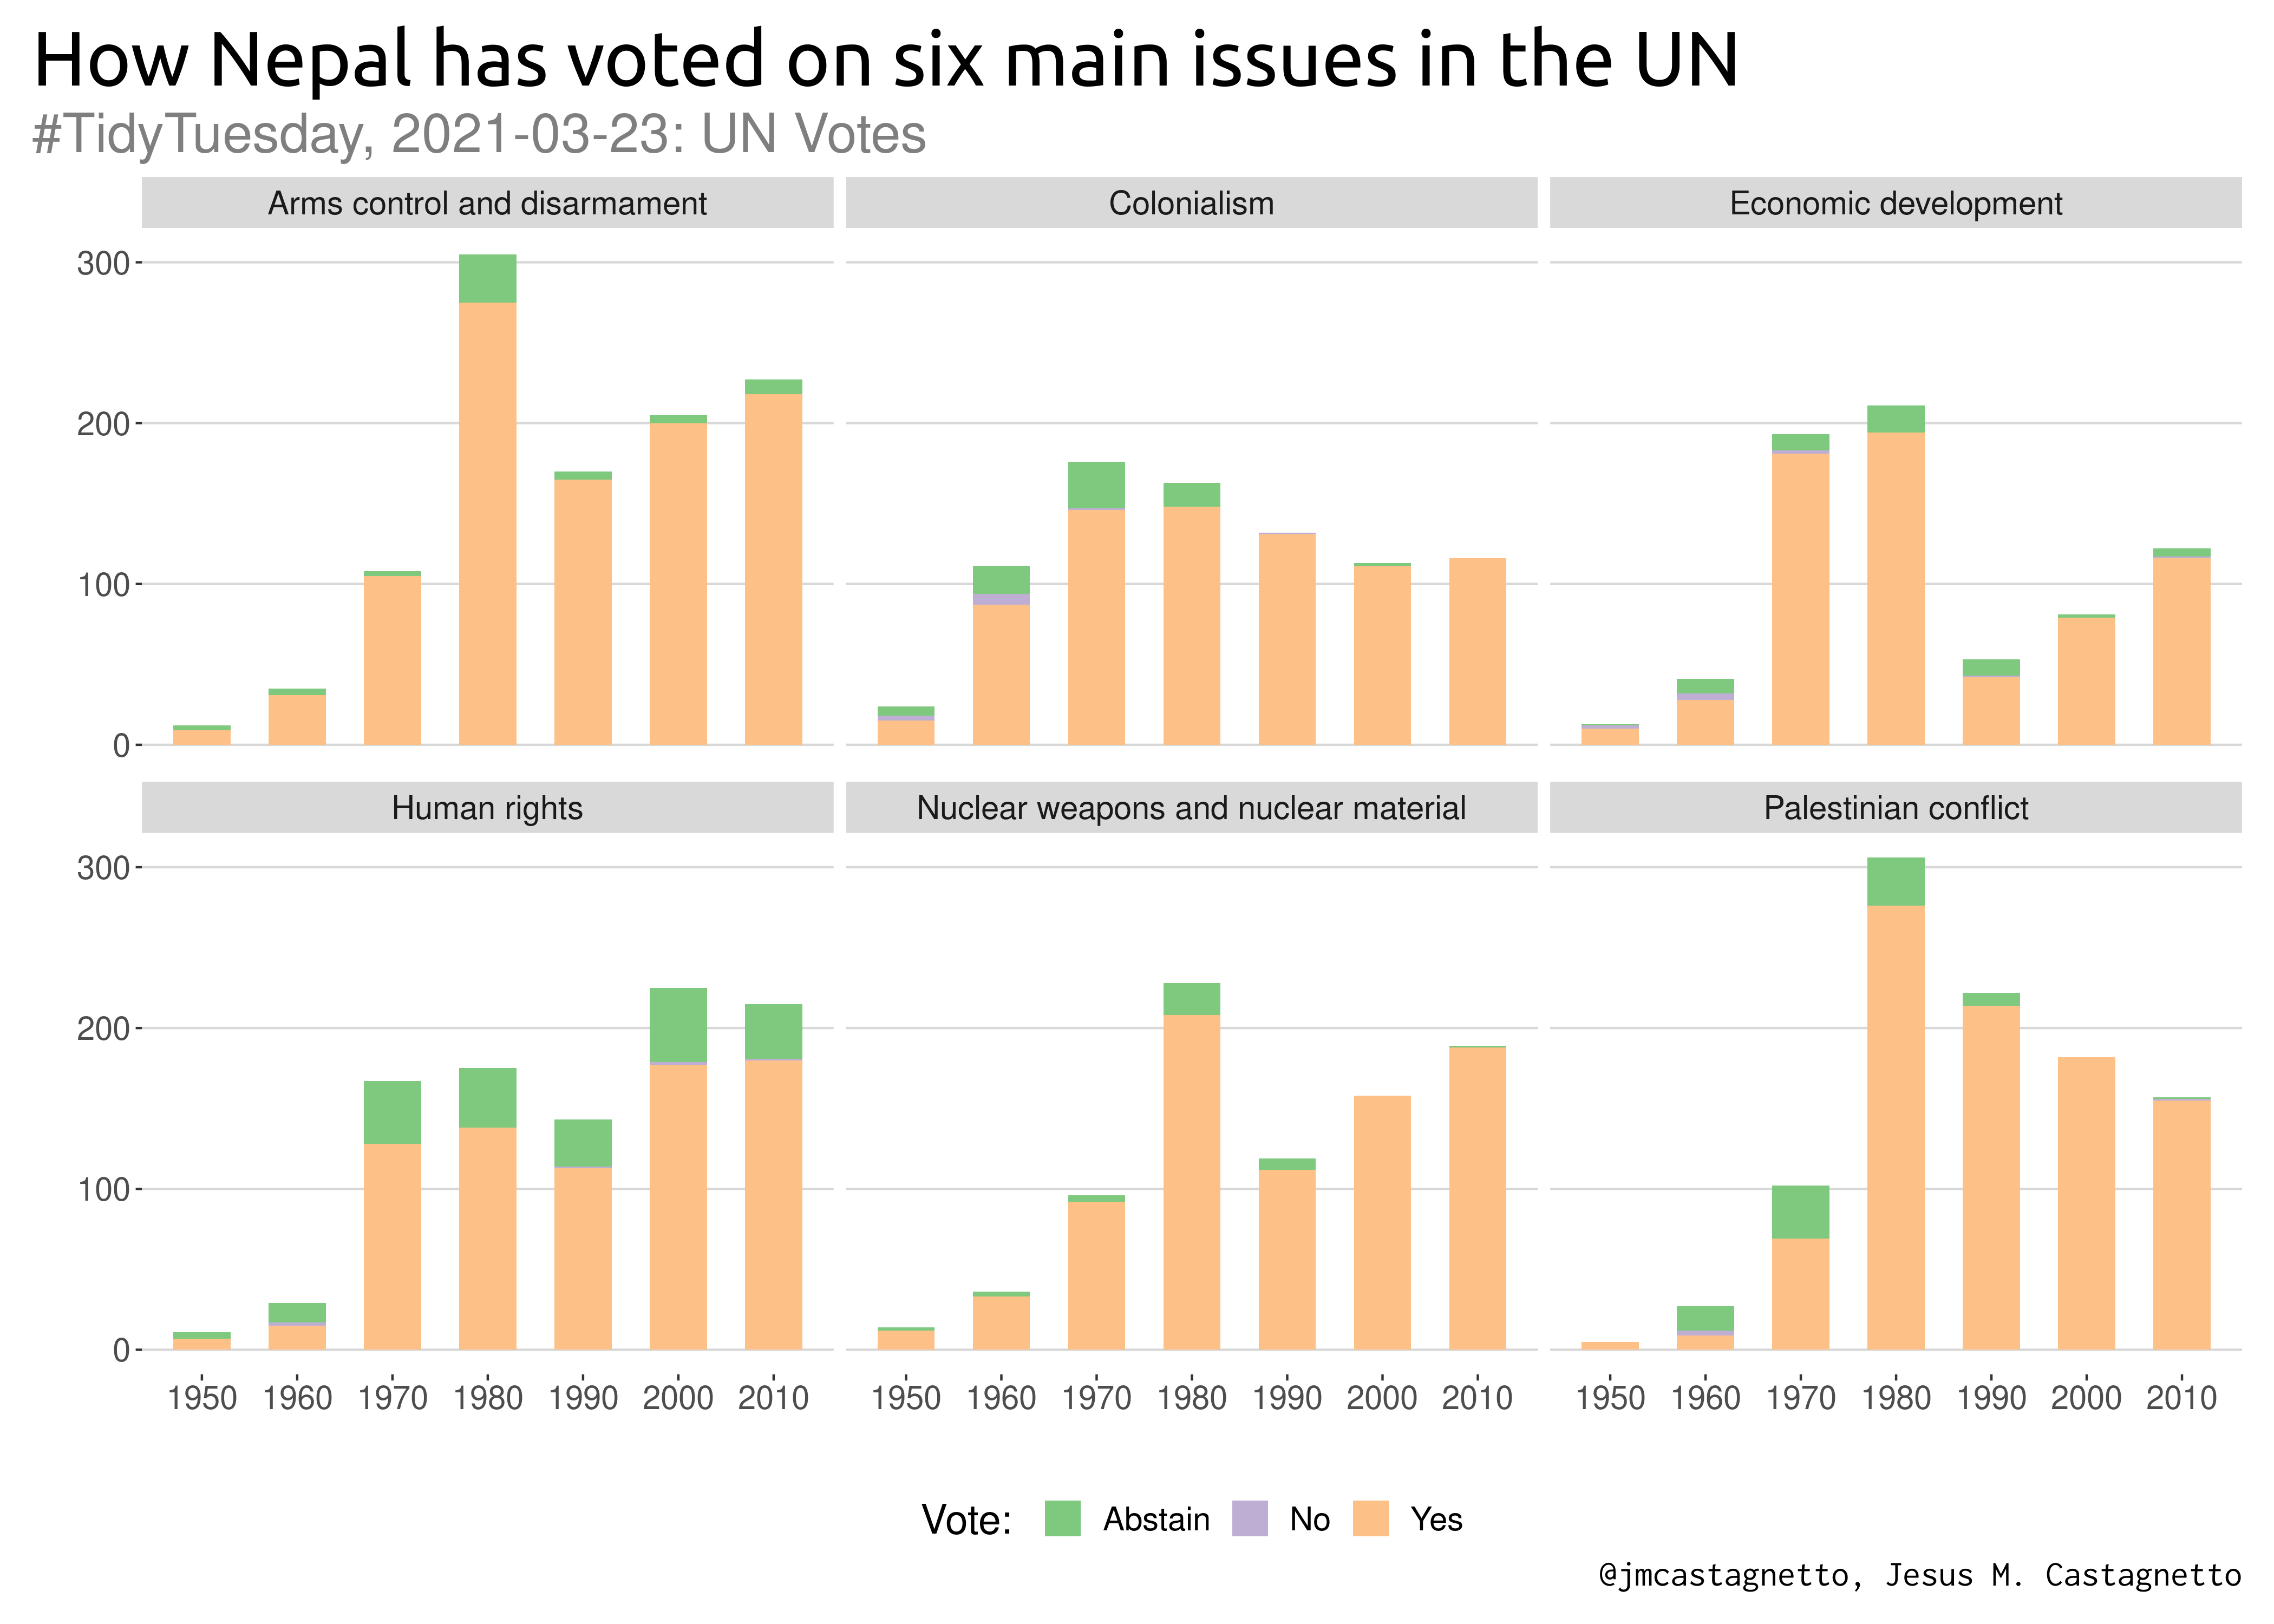 How Nepal has voted on six main issues in the UN
#TidyTuesday, 2021-03-23: UN Votes
Arms control and disarmament
Colonialism
Economic development
300
200
100
0
Human rights
Nuclear weapons and nuclear material
Palestinian conflict
300
200
100
0
1950 1960 1970 1980 1990 2000 2010
1950 1960 1970 1980 1990 2000 2010
1950 1960 1970 1980 1990 2000 2010
Vote: Abstain No Yes
@jmcastagnetto, Jesus M. Castagnetto